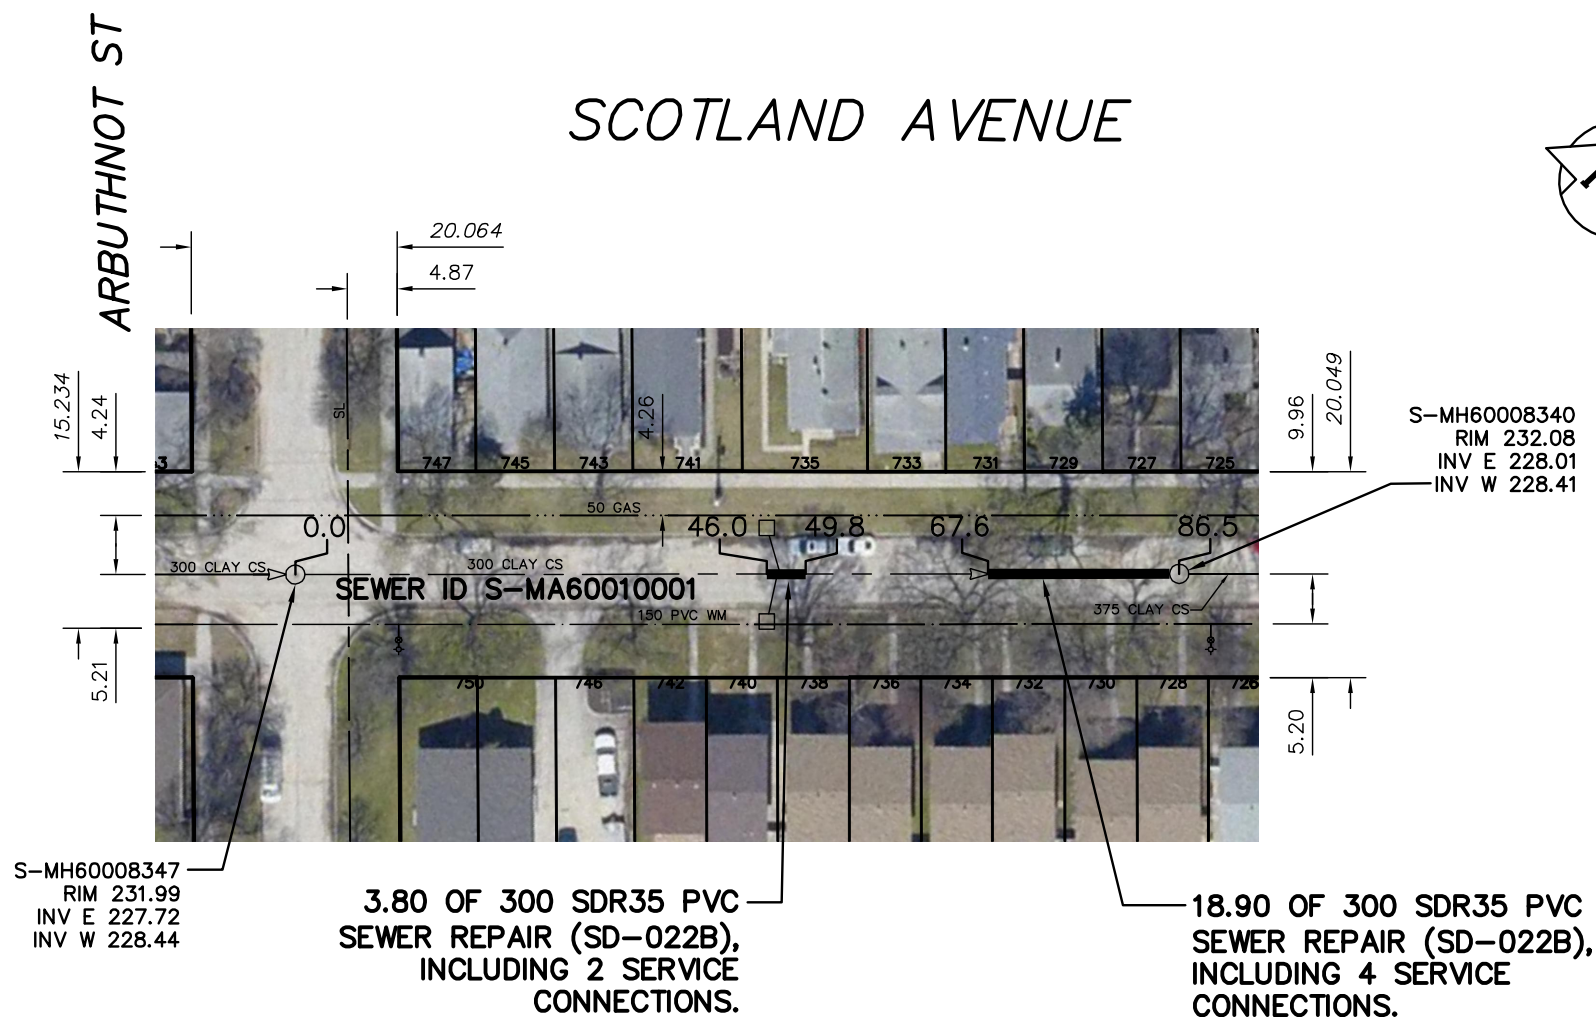 ARBUTHNOT ST
SCOTLAND AVENUE
20.064
4.87
15.234
4.24
SL
4.26
9.96
20.049
S-MH60008340
RIM 232.08
INV E 228.01
INV W 228.41
3
747
745
743
741
735
733
731
729
727
725
50 GAS
0.0
46.0
49.8
67.6
86.5
300 CLAY CS
300 CLAY CS
SEWER ID S-MA60010001
375 CLAY CS
150 PVC WM
5.21
750
746
742
740
738
736
734
732
730
728
726
5.20
S-MH60008347
RIM 231.99
INV E 227.72
INV W 228.44
3.80 OF 300 SDR35 PVC
SEWER REPAIR (SD-022B),
INCLUDING 2 SERVICE
CONNECTIONS.
18.90 OF 300 SDR35 PVC
SEWER REPAIR (SD-022B),
INCLUDING 4 SERVICE
CONNECTIONS.